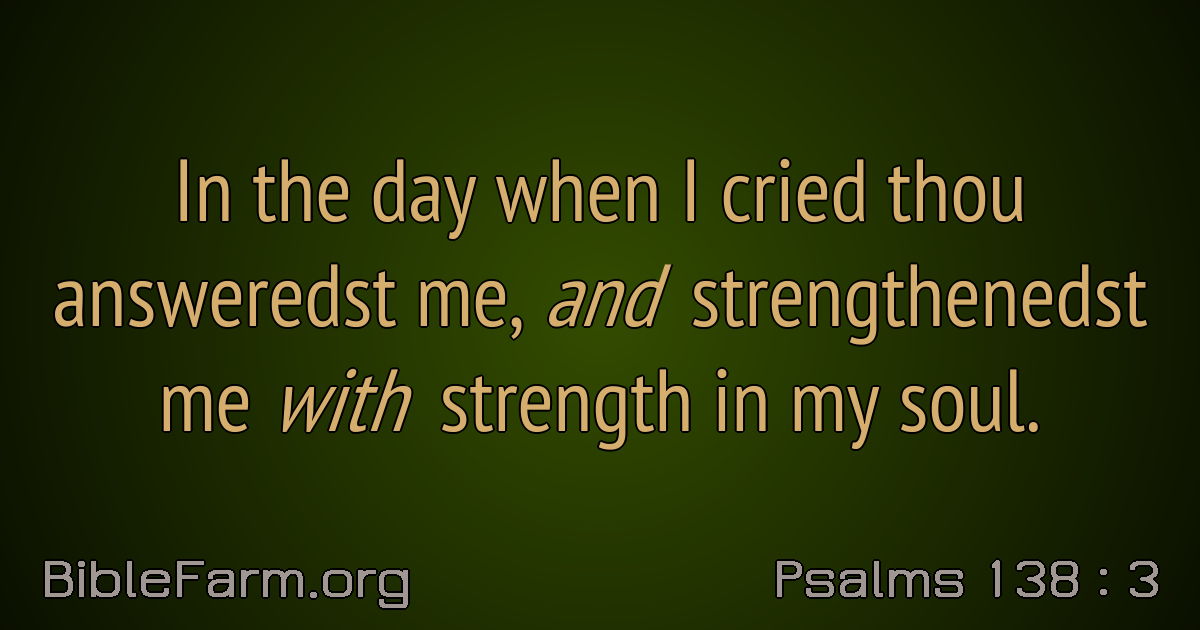 In the day when I cried thou
answeredst me, and strengthenedst
me with strength in my soul.
BibleFarm.org
Psalms 138 : 3